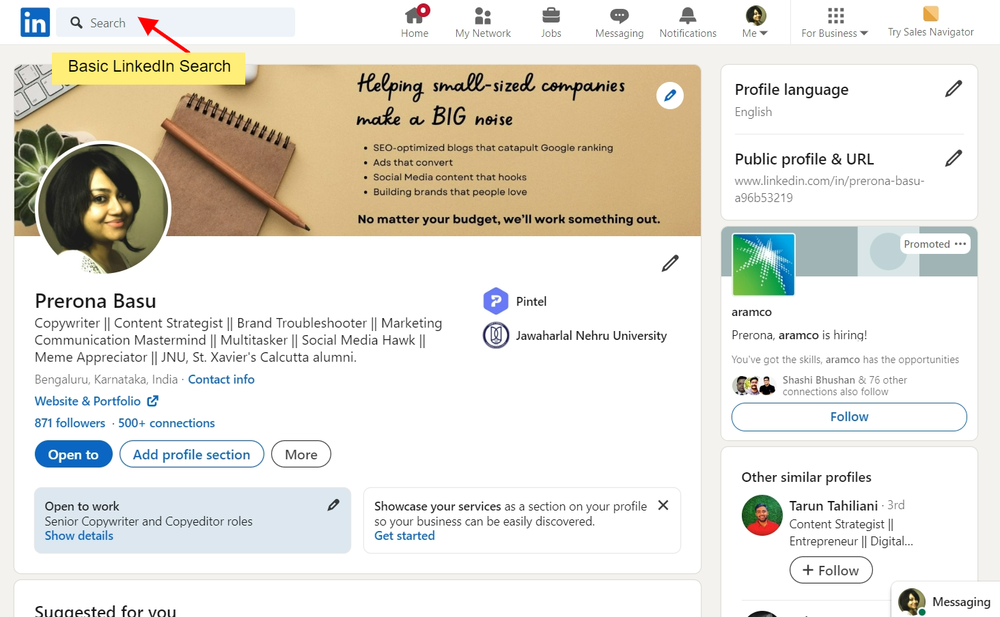 in
Search
Home
My Network
Jobs
Messaging
Notifications
Me
For Business
Try Sales Navigator
Basic LinkedIn Search
Helping small-sized companies
make a BIG noise
• SEO-optimized blogs that catapult Google ranking
• Ads that convert
• Social Media content that hooks
• Building brands that people love
No matter your budget, we'll work something out.
Prerona Basu
Copywriter || Content Strategist || Brand Troubleshooter || Marketing
Communication Mastermind || Multitasker || Social Media Hawk ||
Meme Appreciator || JNU, St. Xavier's Calcutta alumni.
Bengaluru, Karnataka, India · Contact info
Website & Portfolio
871 followers · 500+ connections
Open to
Add profile section
More
Pintel
Jawaharlal Nehru University
Open to work
Senior Copywriter and Copyeditor roles
Show details
Showcase your services as a section on your profile
so your business can be easily discovered.
Get started
Suggested for you
Profile language
English
Public profile & URL
www.linkedin.com/in/prerona-basu-
a96b53219
Promoted
aramco
Prerona, aramco is hiring!
You've got the skills, aramco has the opportunities
Shashi Bhushan & 76 other
connections also follow
Follow
Other similar profiles
Tarun Tahiliani · 3rd
Content Strategist ||
Entrepreneur || Digital...
+ Follow
Messaging